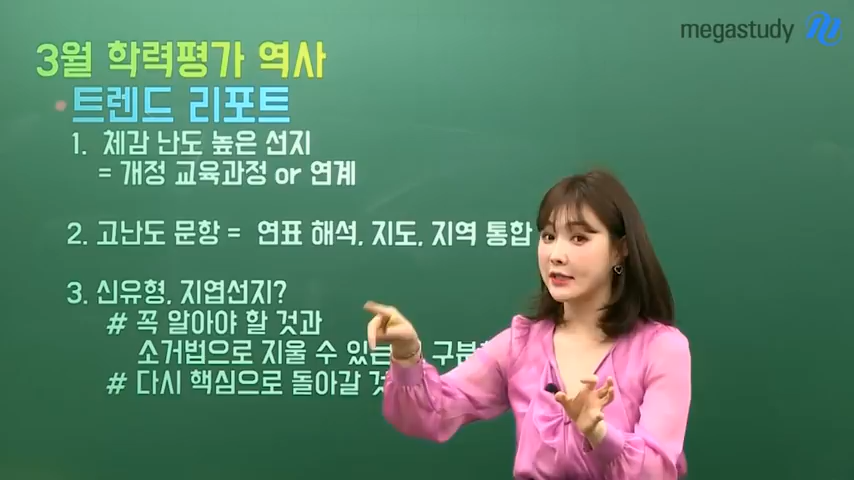 megastudy
3월 학력평가 역사
트렌드 리포트
1. 체감 난도 높은 선지
= 개정 교육과정 or 연계
2. 고난도 문항 = 연표 해석, 지도, 지역 통합
3. 신유형, 지엽선지?
# 꼭 알아야 할 것과
소거법으로 지울 수 있는
# 다시 핵심으로 돌아갈